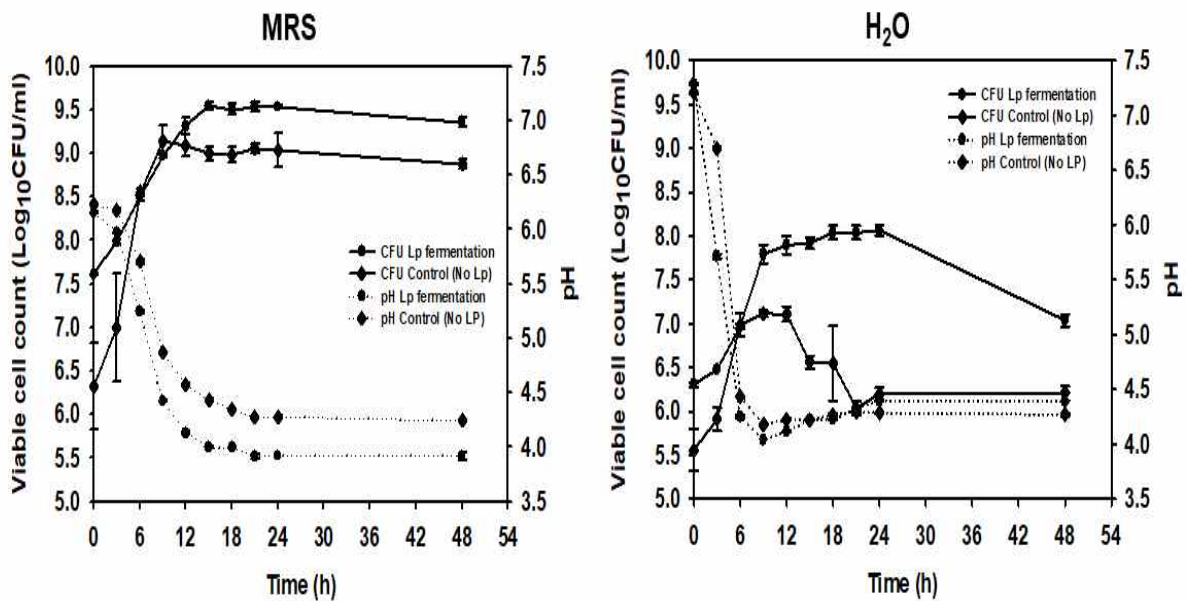 MRS
Viable cell count (Log10CFU/ml)
10.0
9.5
9.0
8.5
8.0
7.5
7.0
6.5
6.0
5.5
5.0
7.5
7.0
6.5
6.0
5.5
5.0
4.5
4.0
3.5
pH
CFU Lp fermentation
CFU Control (No Lp)
pH Lp fermentation
pH Control (No LP)
0 6 12 18 24 30 36 42 48 54
Time (h)
H2O
Viable cell count (Log10CFU/ml)
10.0
9.5
9.0
8.5
8.0
7.5
7.0
6.5
6.0
5.5
5.0
7.5
7.0
6.5
6.0
5.5
5.0
4.5
4.0
3.5
pH
CFU Lp fermentation
CFU Control (No Lp)
pH Lp fermentation
pH Control (No LP)
0 6 12 18 24 30 36 42 48 54
Time (h)